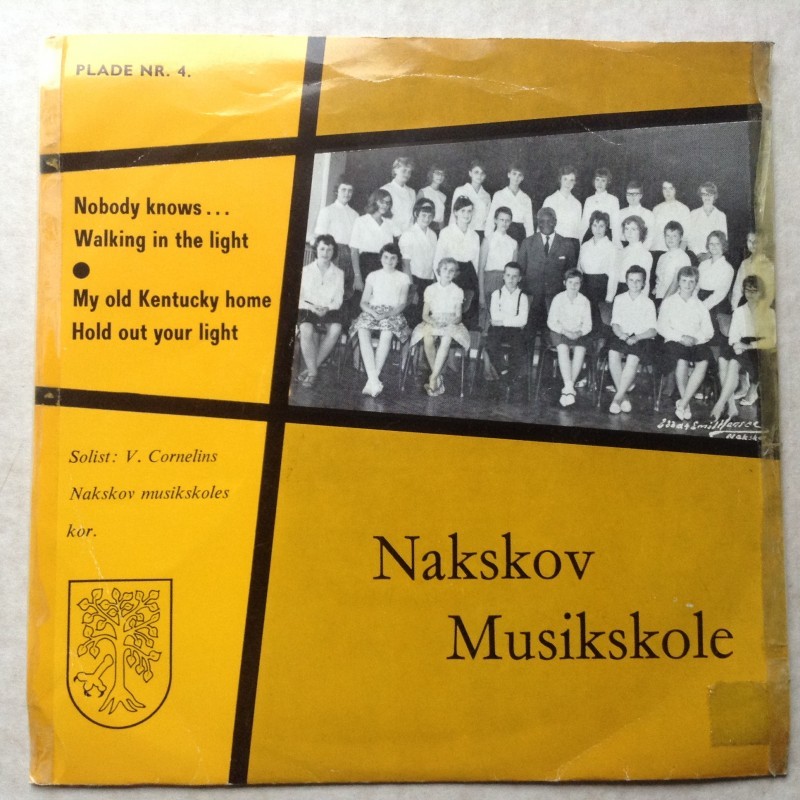 PLADE NR. 4.
Nobody knows...
Walking in the light
My old Kentucky home
Hold out your light
Solist: V. Cornelins
Nakskov musikskoles
kor.
Nakskov
Musikskole